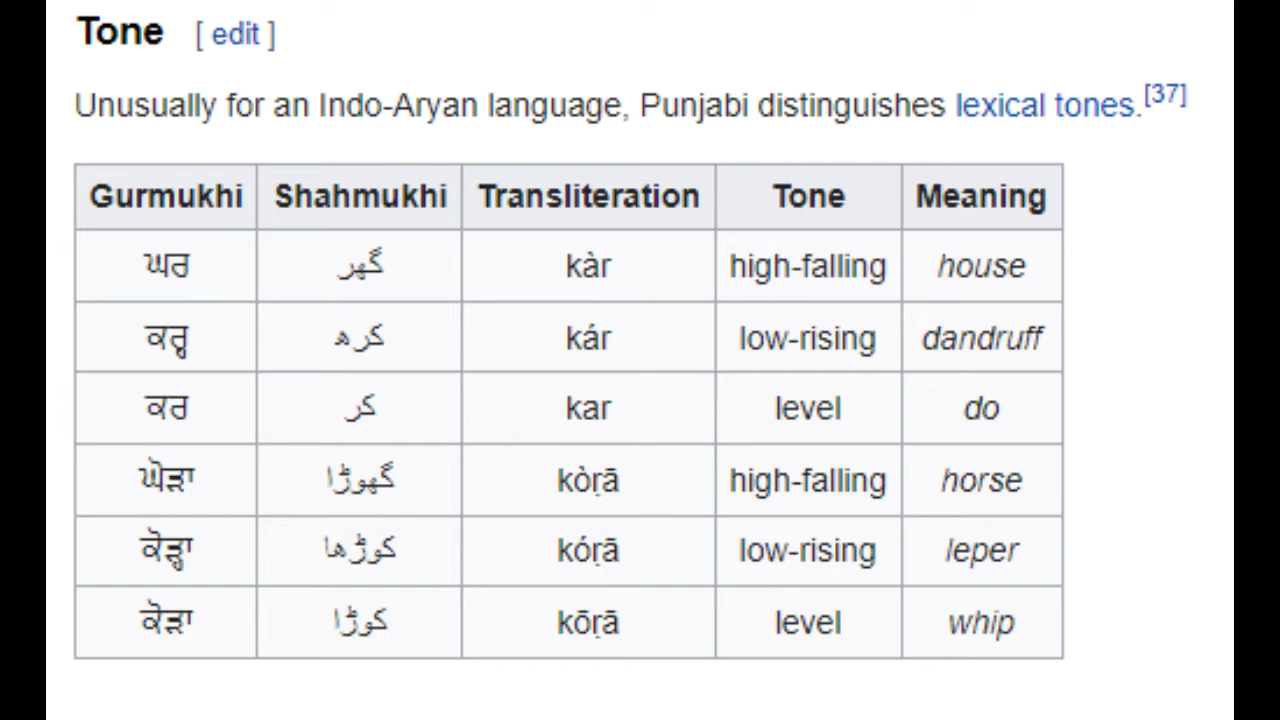 Tone [ edit ]
Unusually for an Indo-Aryan language, Punjabi distinguishes lexical tones.[37]
Gurmukhi Shahmukhi Transliteration Tone Meaning
ਘਰ گھر kàr high-falling house
ਕਰ੍ਹ کرھ kár low-rising dandruff
ਕਰ کر kar level do
ਘੋੜਾ گھوڑا kòṛā high-falling horse
ਕੋੜ੍ਹਾ کوڑھا kóṛā low-rising leper
ਕੋੜਾ کوڑا kōṛā level whip